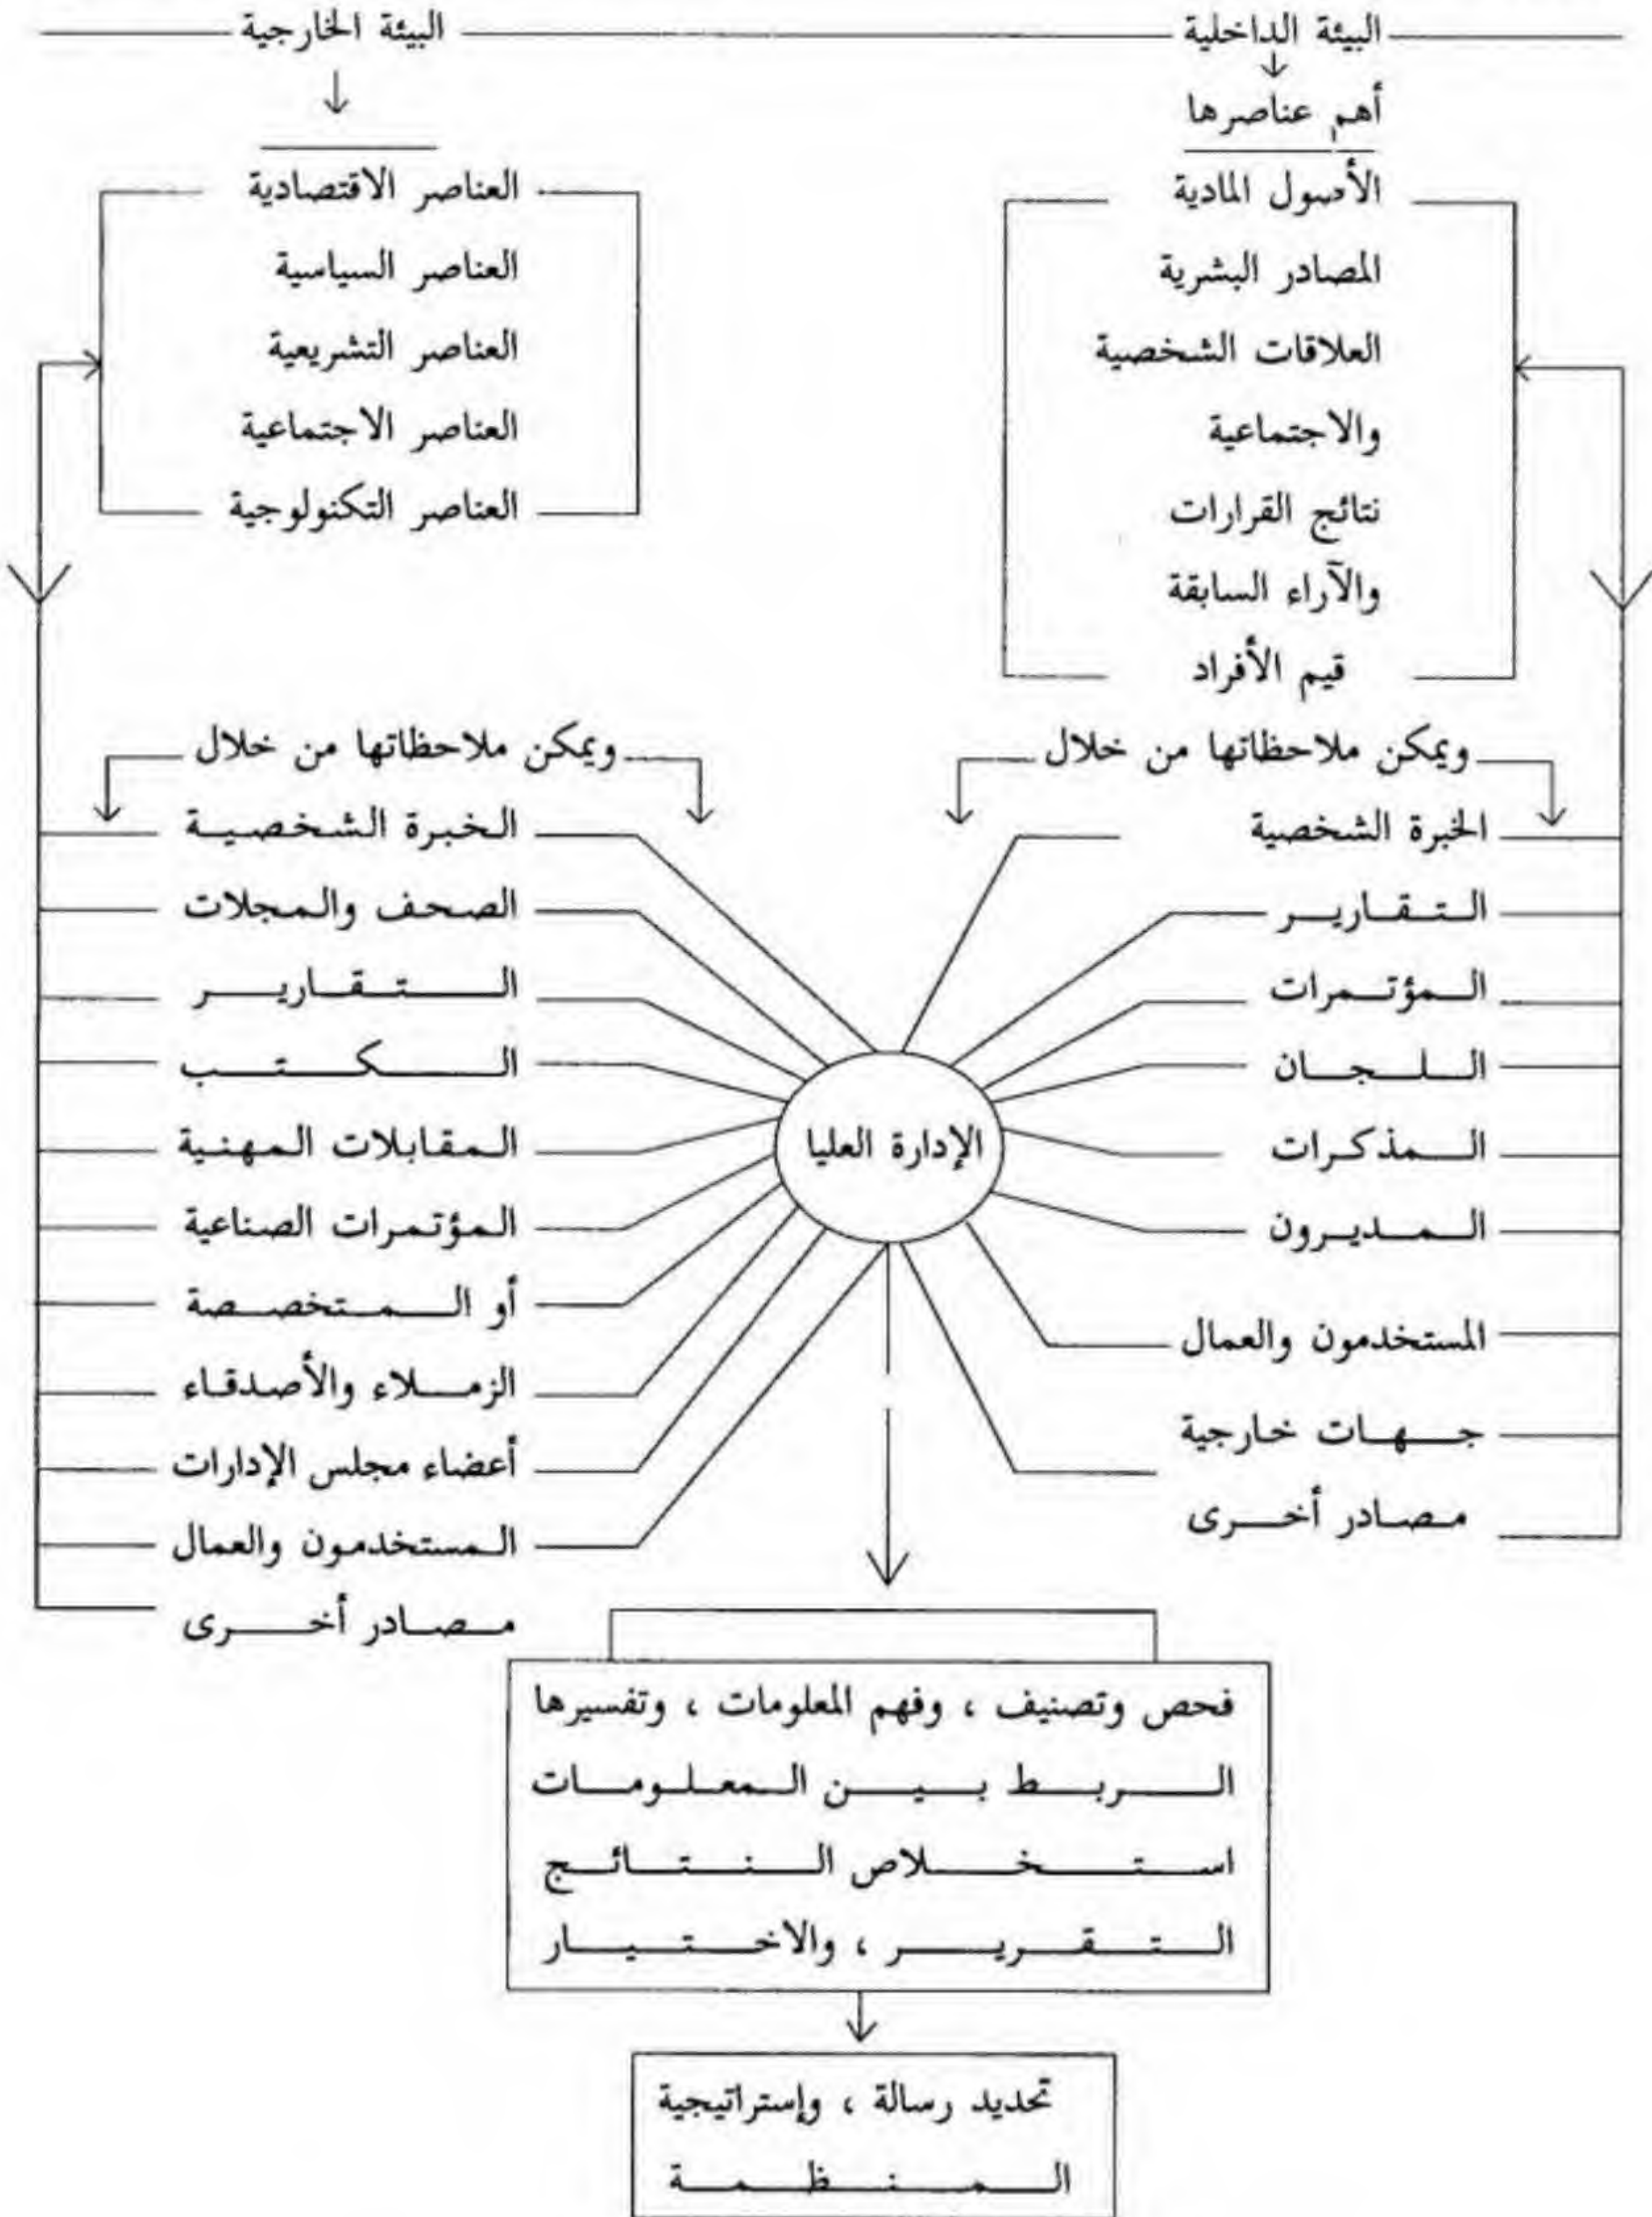 البيئة الداخلية
أهم عناصرها
الأصول المادية
المصادر البشرية
العلاقات الشخصية
والاجتماعية
نتائج القرارات
والآراء السابقة
قيم الأفراد
ويمكن ملاحظاتها من خلال
الخبرة الشخصية
التقارير
المؤتمرات
اللجان
المذكرات
المديرون
المستخدمون والعمال
جهات خارجية
مصادر أخرى
البيئة الخارجية
العناصر الاقتصادية
العناصر السياسية
العناصر التشريعية
العناصر الاجتماعية
العناصر التكنولوجية
ويمكن ملاحظاتها من خلال
الخبرة الشخصية
الصحف والمجلات
التقارير
الكتب
المقابلات المهنية
المؤتمرات الصناعية
أو المتخصصة
الزملاء والأصدقاء
أعضاء مجلس الإدارات
المستخدمون والعمال
مصادر أخرى
الإدارة العليا
فحص وتصنيف ، وفهم المعلومات ، وتفسيرها
الربط بين المعلومات
استخلاص النتائج
التقرير ، والاختيار
تحديد رسالة ، وإستراتيجية
المنظمة